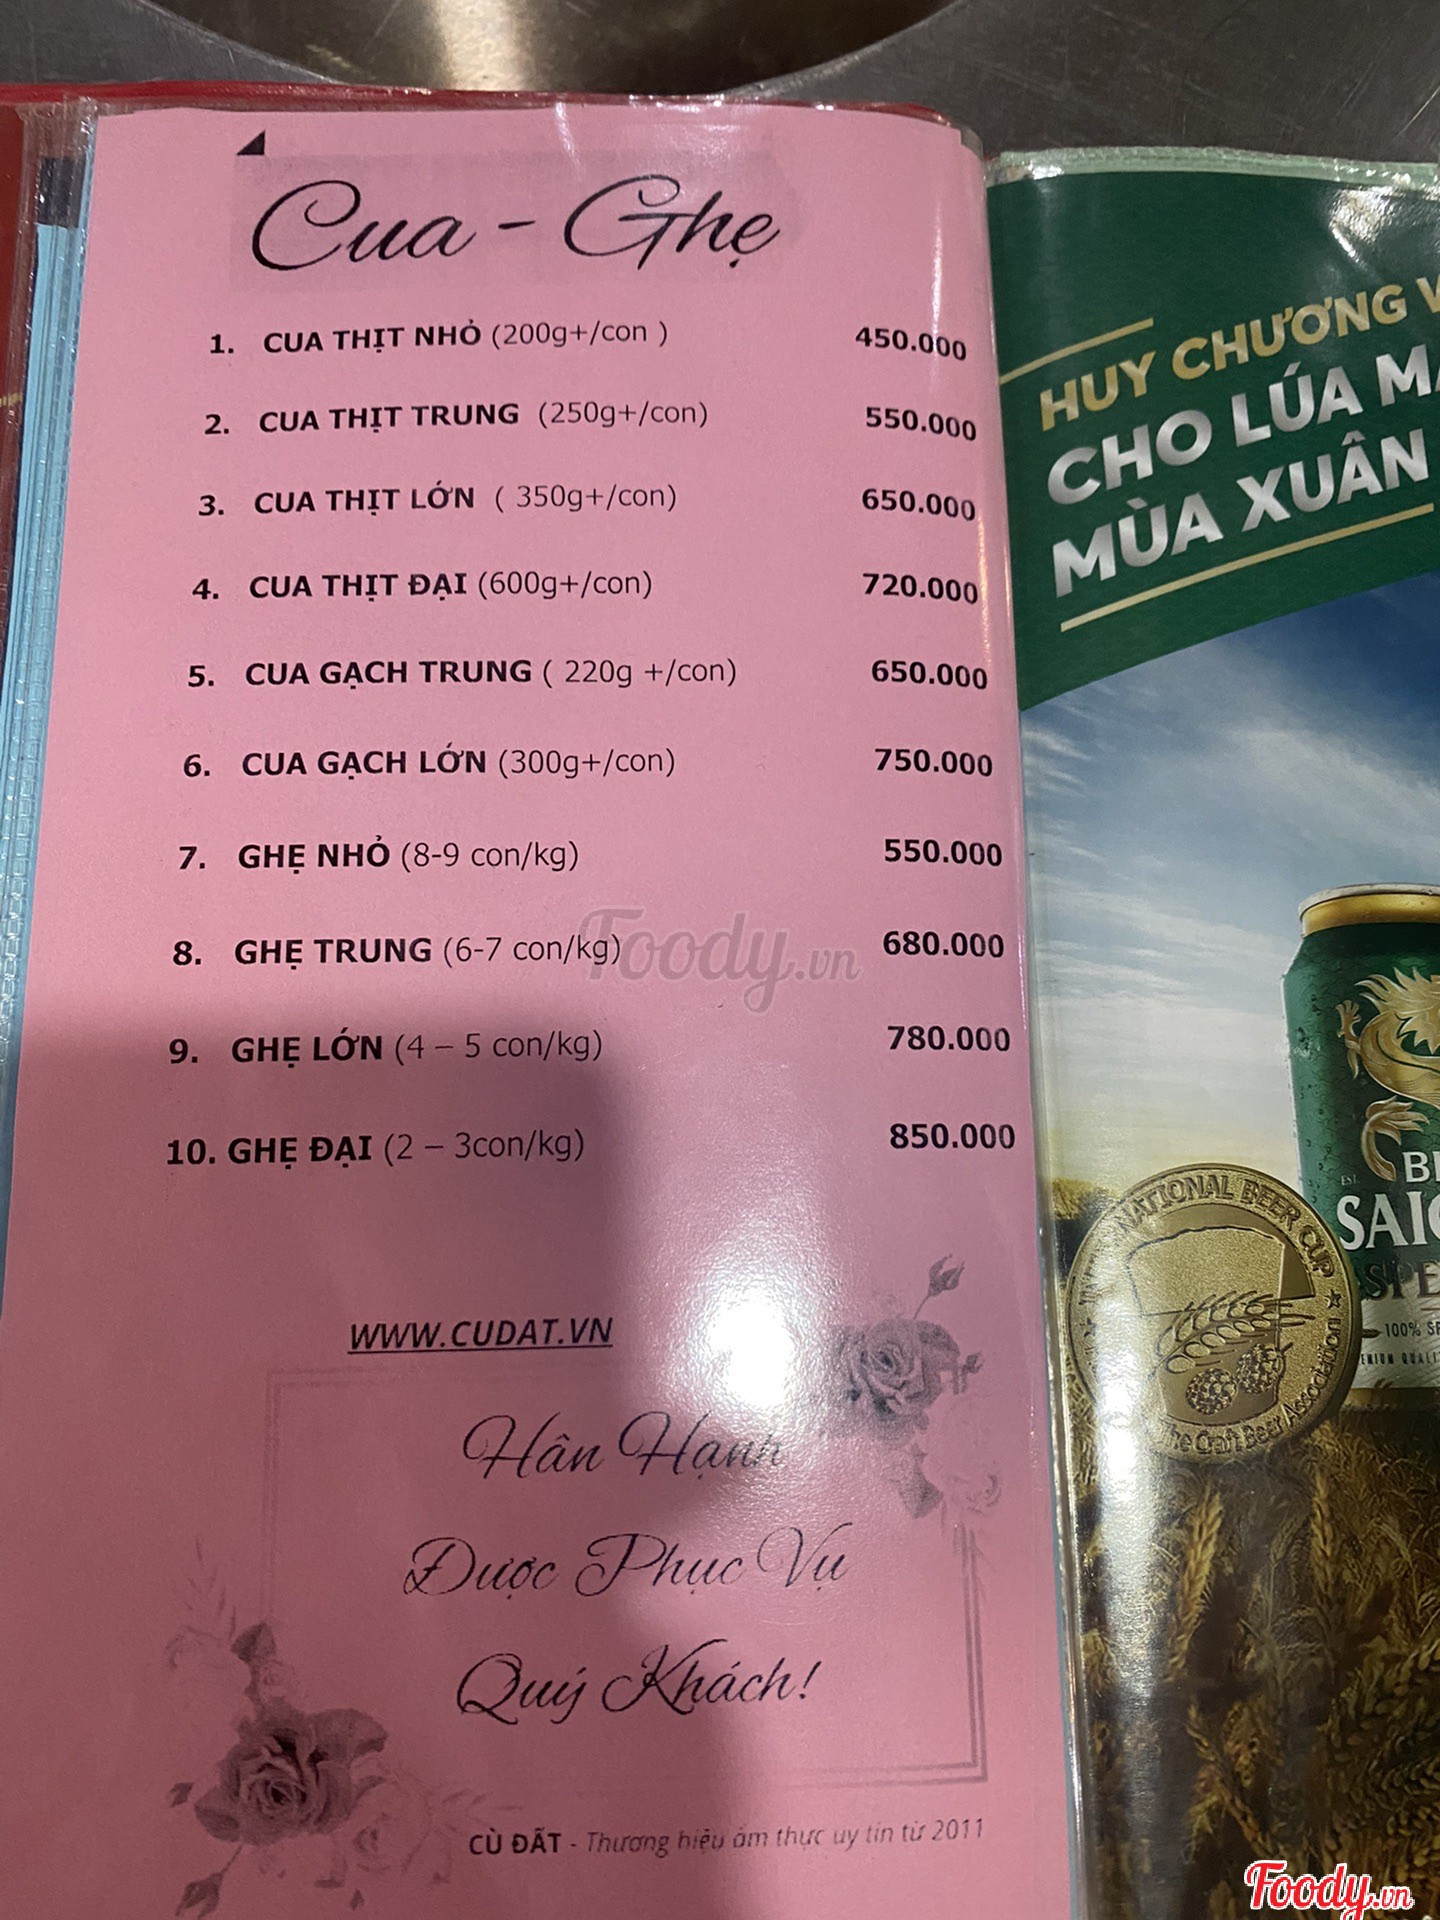 Cua - Ghẹ
1. CUA THỊT NHỎ (200g+/con ) 450.000
2. CUA THỊT TRUNG (250g+/con) 550.000
3. CUA THỊT LỚN ( 350g+/con) 650.000
4. CUA THỊT ĐẠI (600g+/con) 720.000
5. CUA GẠCH TRUNG ( 220g +/con) 650.000
6. CUA GẠCH LỚN (300g+/con) 750.000
7. GHẸ NHỎ (8-9 con/kg) 550.000
8. GHẸ TRUNG (6-7 con/kg) 680.000
9. GHẸ LỚN (4 – 5 con/kg) 780.000
10. GHẸ ĐẠI (2 – 3con/kg) 850.000
Foody.vn
WWW.CUDAT.VN
Hân Hạnh
Được Phục Vụ
Quý Khách!
CÙ ĐẤT - Thương hiệu ẩm thực uy tín từ 2011
HUY CHƯƠNG
CHO LÚA
MÙA XUÂN
NATIONAL BEER CUP
The Craft Beer Association
100%
Foody.vn